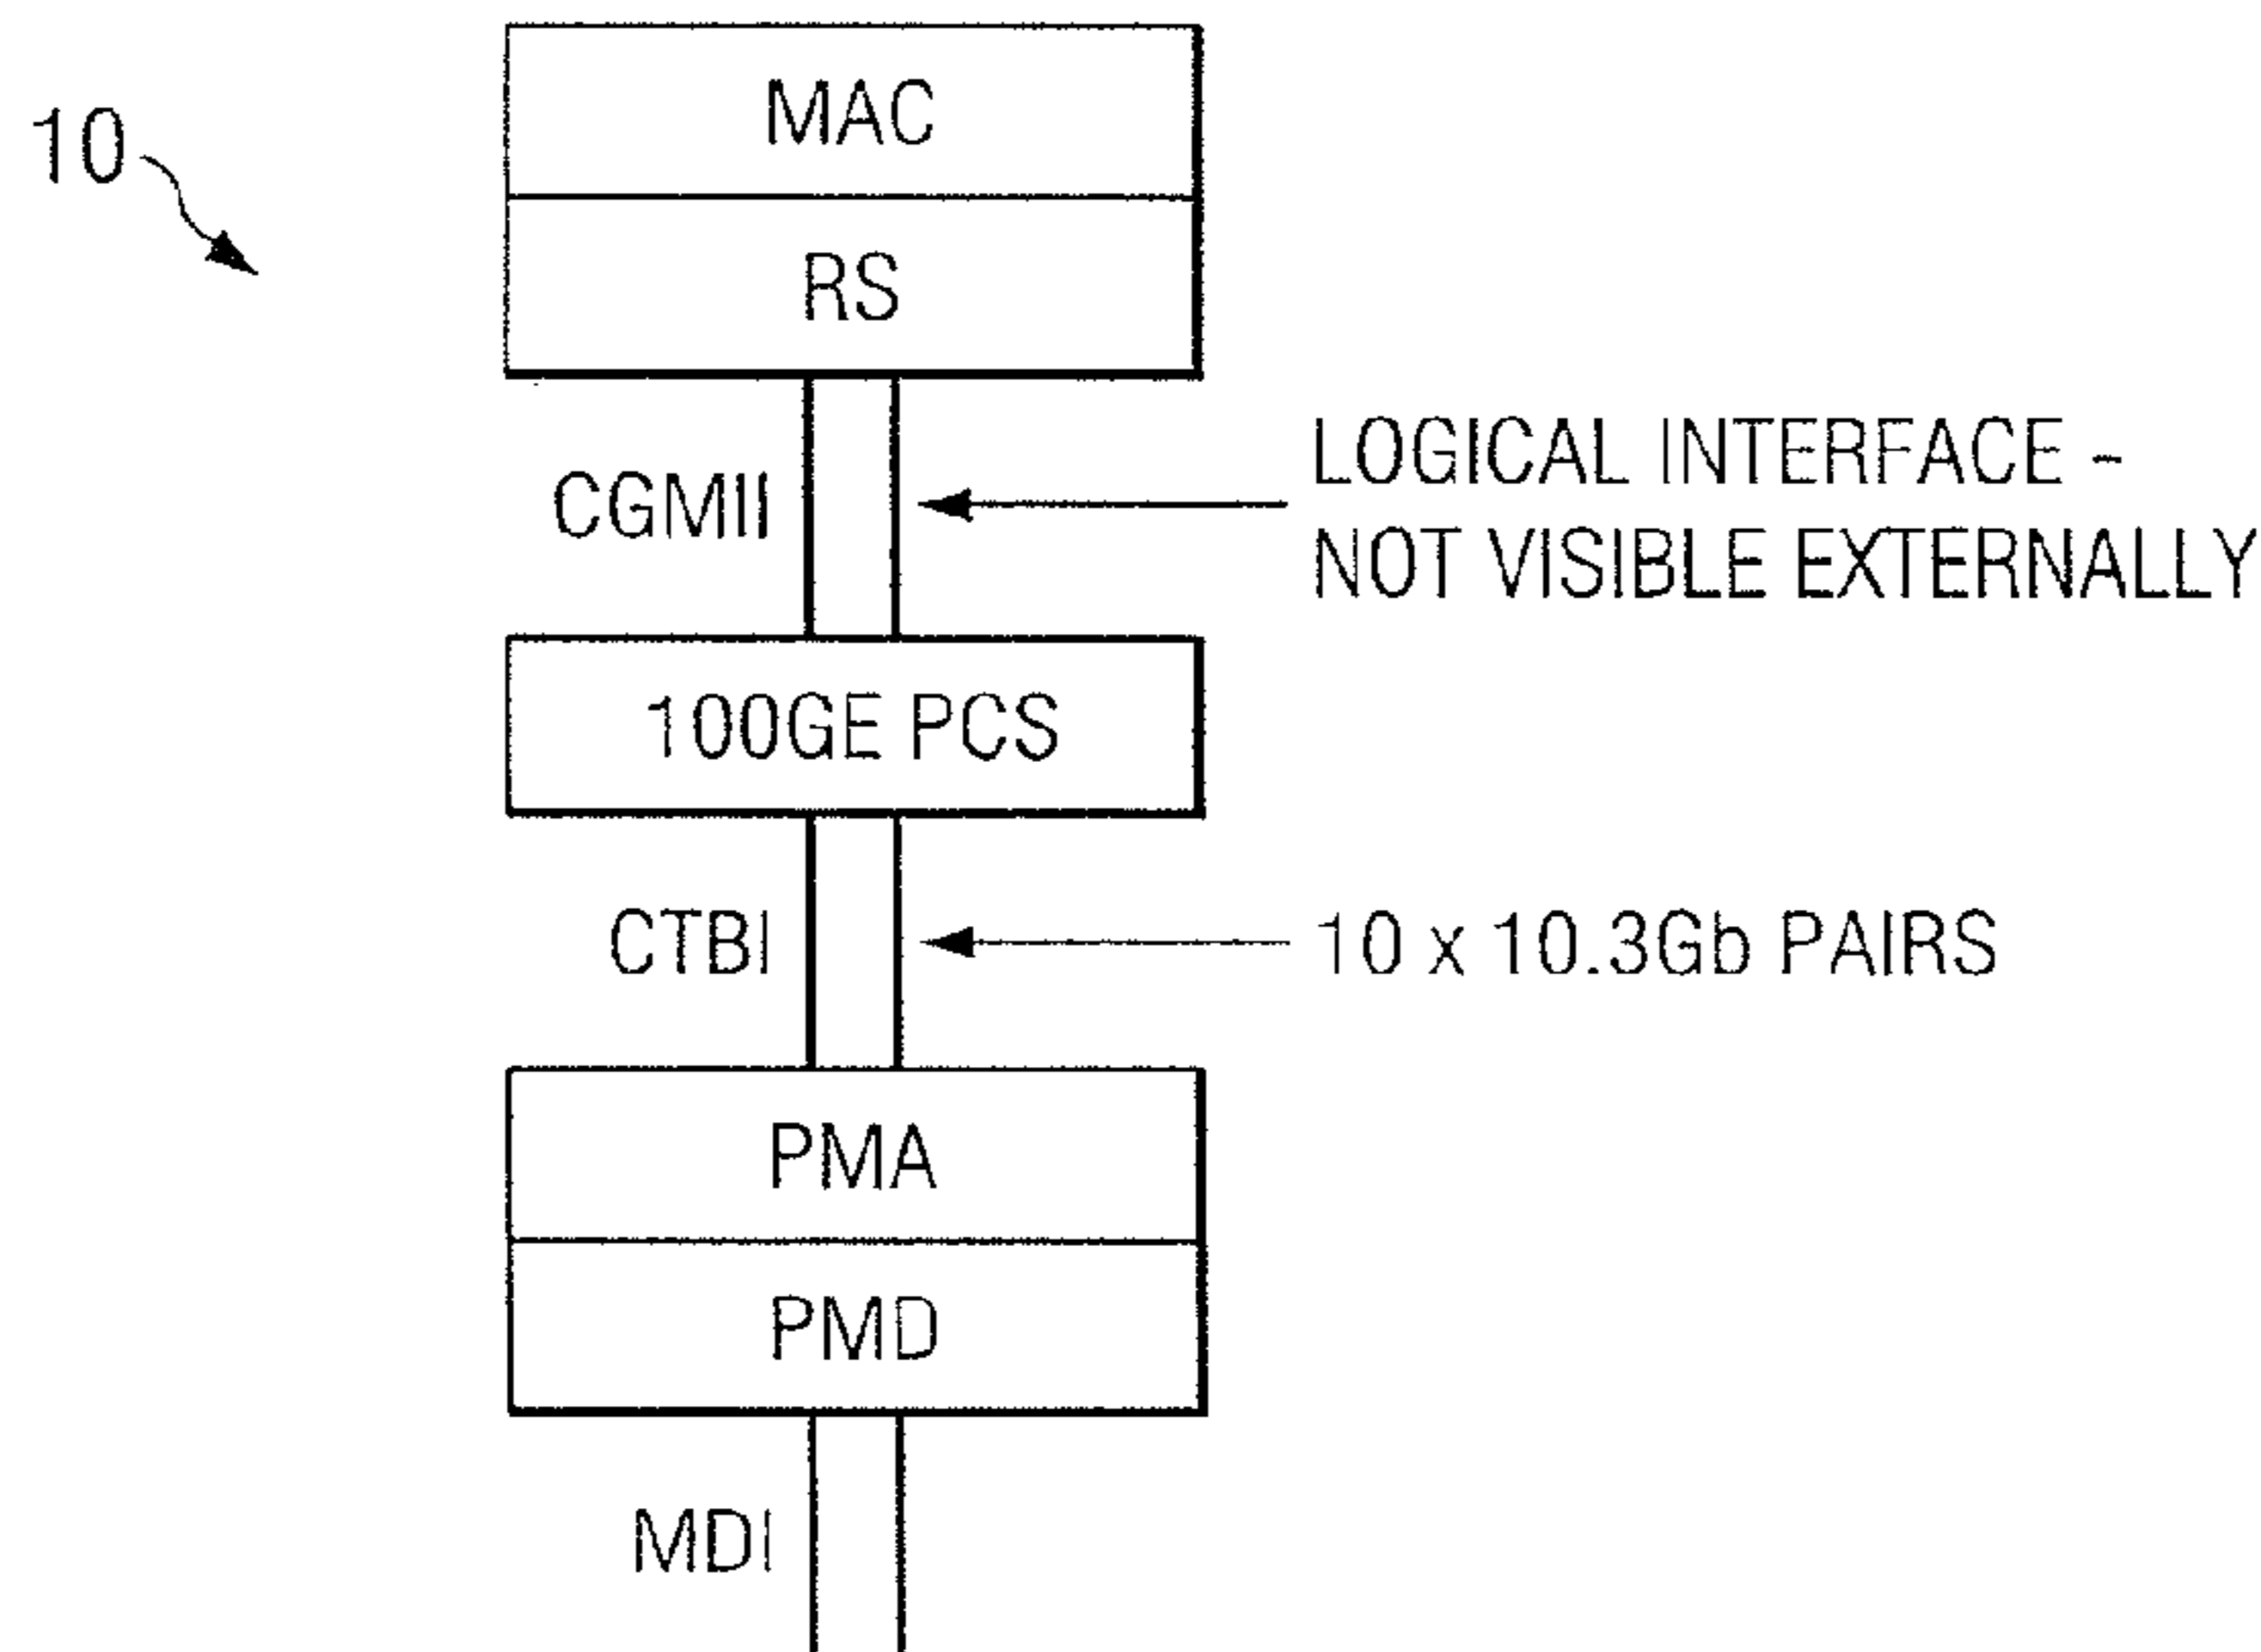 MAC
10
RS
CGMII
LOGICAL INTERFACE -
NOT VISIBLE EXTERNALLY
100GE PCS
CTBI
10 x 10.3Gb PAIRS
PMA
PMD
MDI